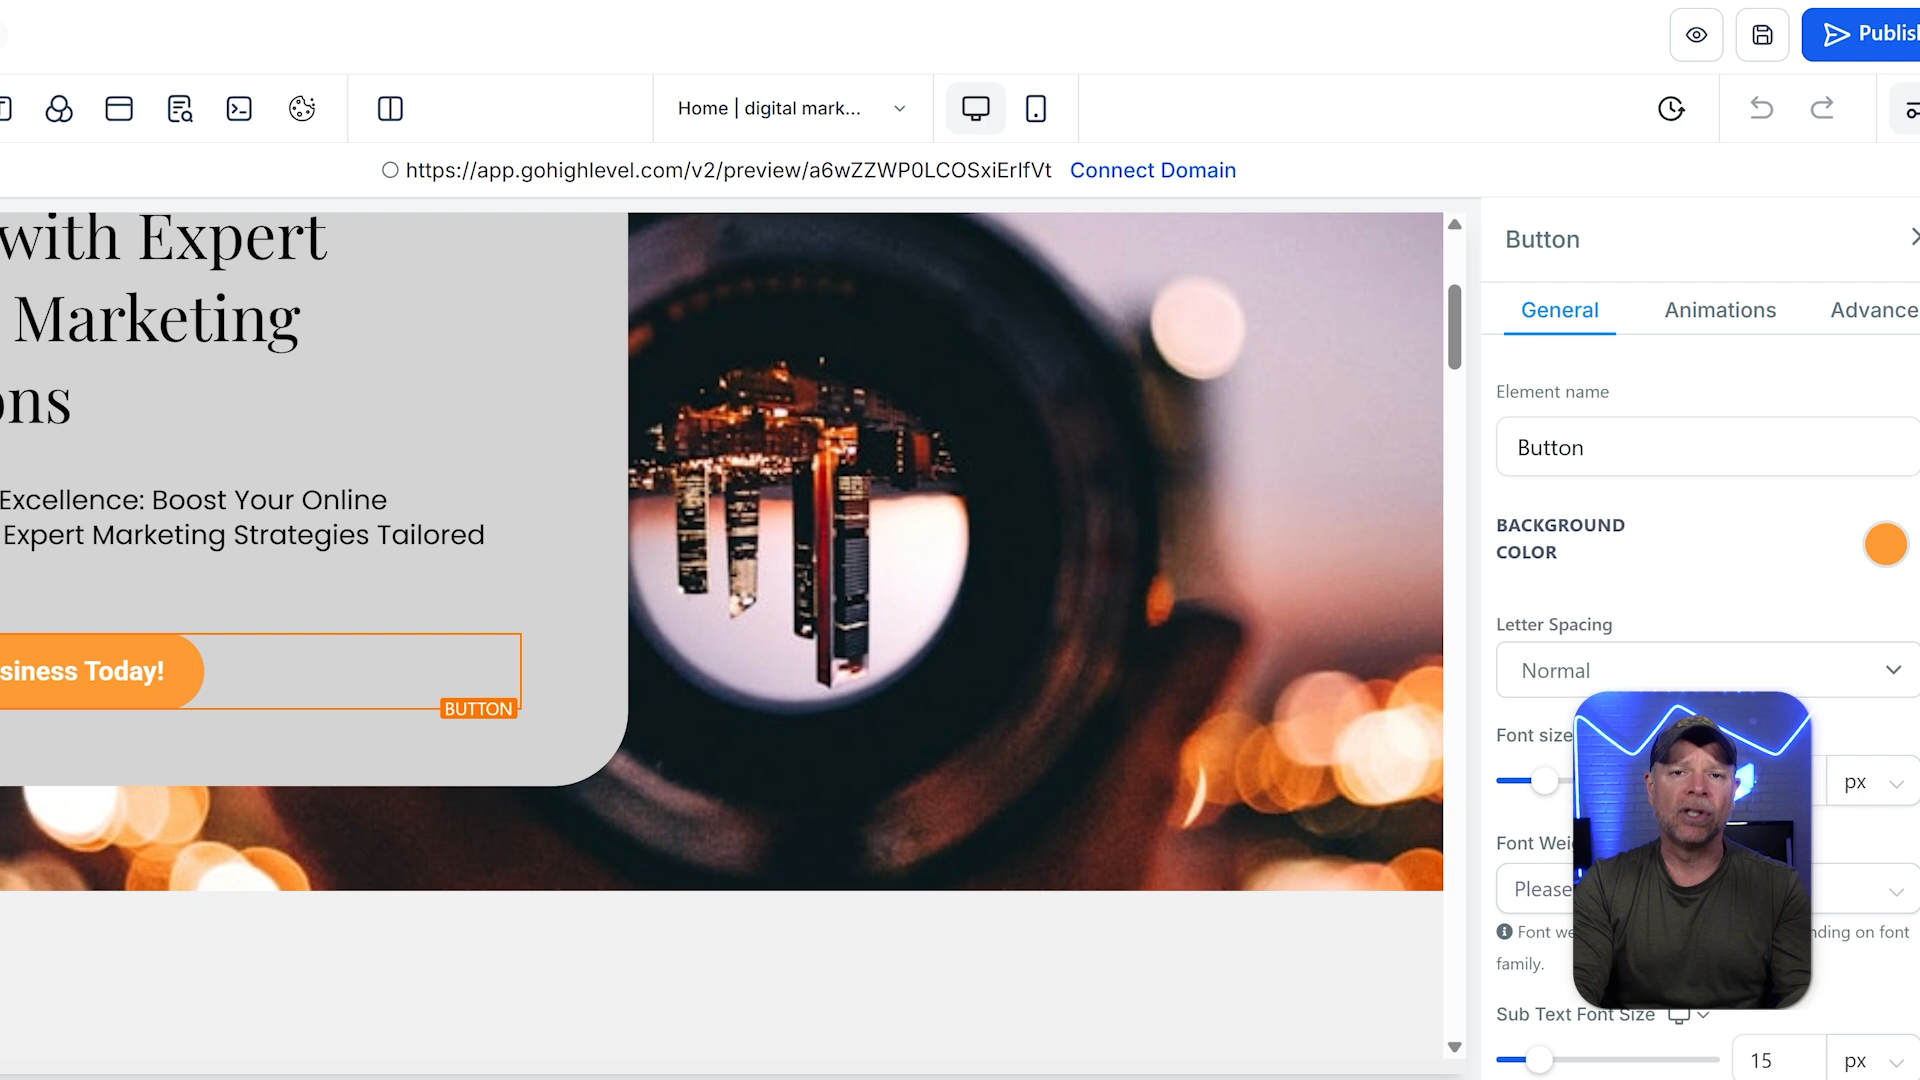 Publis
Home | digital mark...
https://app.gohighlevel.com/v2/preview/a6wZZWP0LCOSxiErIfVt Connect Domain
with Expert
Marketing
ons
Excellence: Boost Your Online
Expert Marketing Strategies Tailored
siness Today!
BUTTON
Button
General Animations Advance
Element name
Button
BACKGROUND
COLOR
Letter Spacing
Normal
Font size
px
Font Wei
Please
Font we nding on font
family.
Sub Text Font Size
15 px